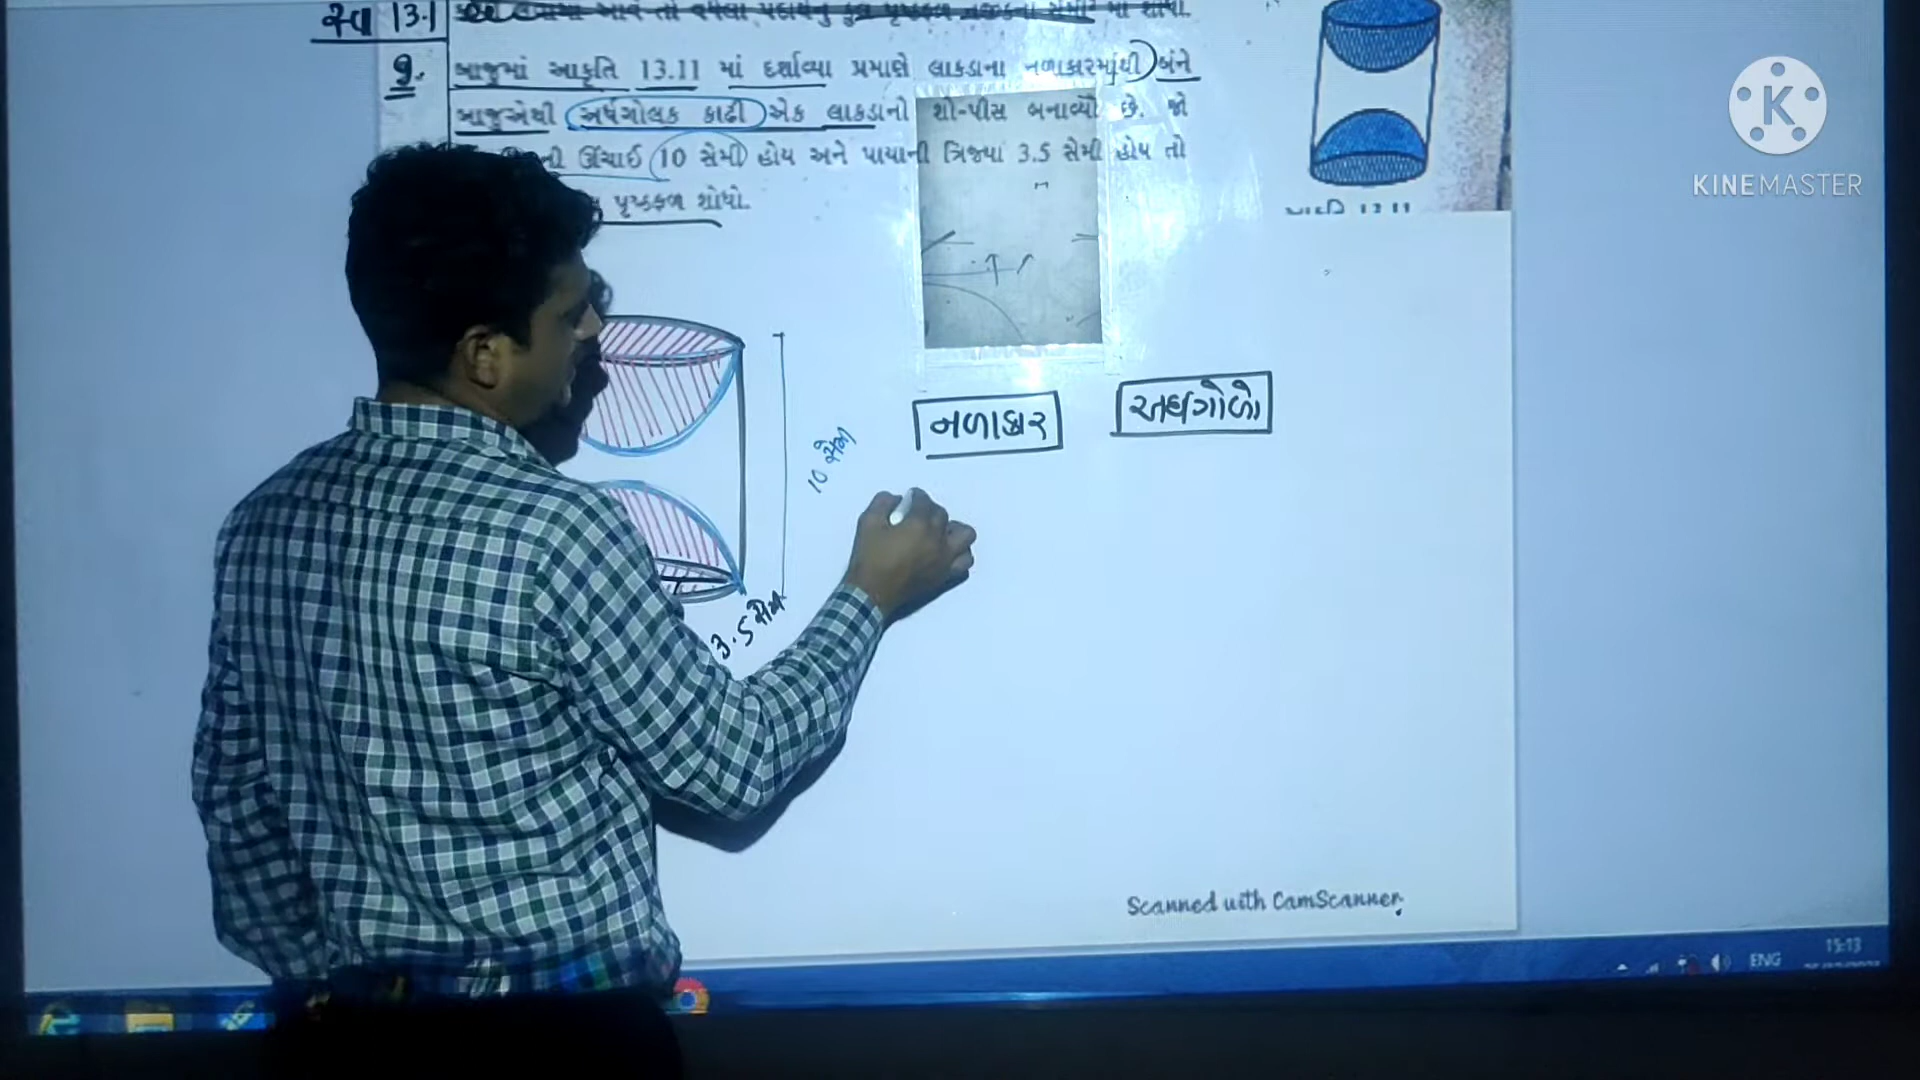 સ્વા 13.1
9. બાજુમાં આકૃતિ 13.11 માં દર્શાવ્યા પ્રમાણે લાકડાના નળાકારમાંથી બંને
બાજુએથી અર્ધગોલક કાઢી એક લાકડાનો શો-પીસ બનાવ્યો છે. જો
ની ઊંચાઈ 10 સેમી હોય અને પાયાની ત્રિજ્યા 3.5 સેમી હોય તો
પૃષ્ઠફળ શોધો.
KINEMASTER
નળાકાર
અર્ધગોળો
10 સેમી
3.5 સેમી
Scanned with CamScanner
15:13
ENG